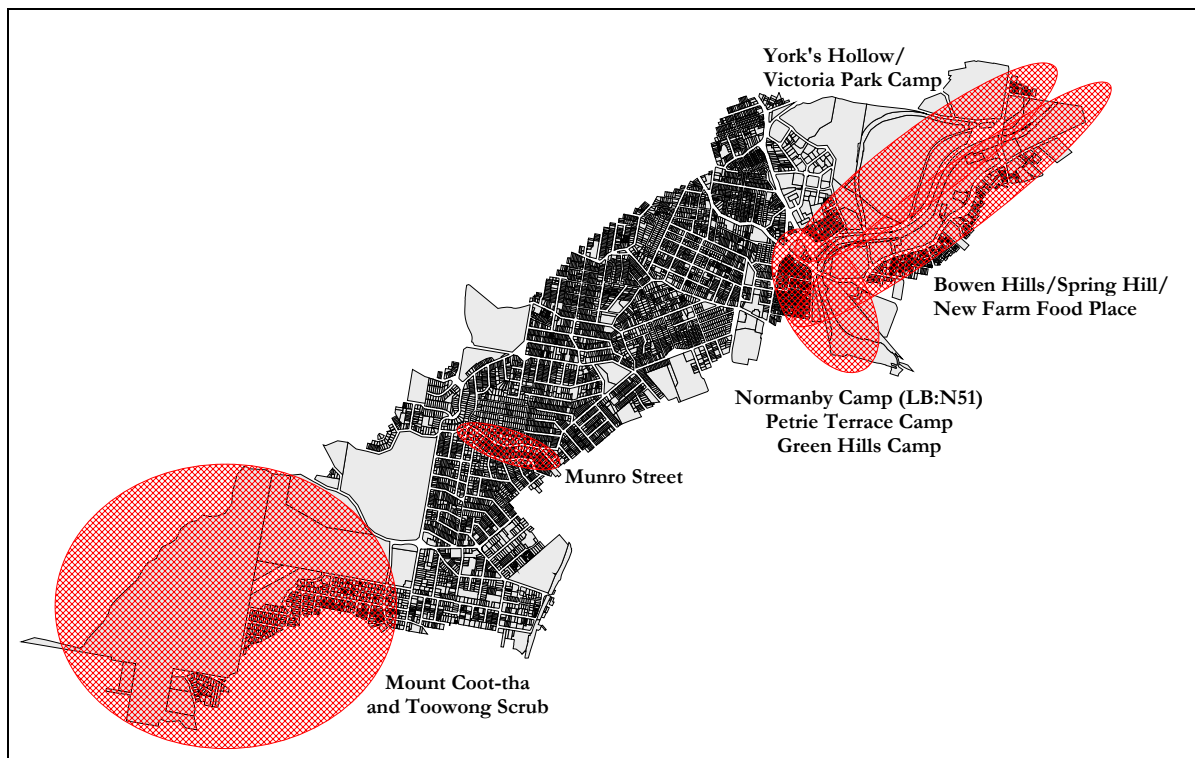 York's Hollow/
Victoria Park Camp
Bowen Hills/Spring Hill/
New Farm Food Place
Normanby Camp (LB:N51)
Petrie Terrace Camp
Green Hills Camp
Munro Street
Mount Coot-tha
and Toowong Scrub